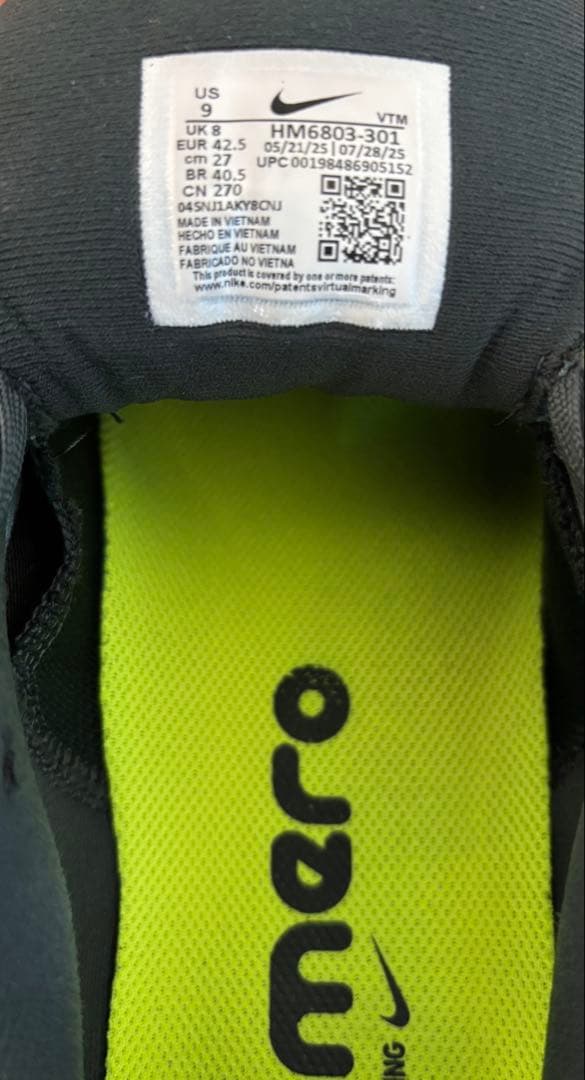 US
9
VTM
UK 8
HM6803-301
EUR 42.5
05/21/25 | 07/28/25
cm 27
UPC 00198486905152
BR 40.5
CN 270
04SNJ1AKY8CNJ
MADE IN VIETNAM
HECHO EN VIETNAM
FABRIQUE AU VIETNAM
FABRICADO NO VIETNA
This product is covered by one or more patents:
www.nike.com/patentsvirtualmarking
mero
NG